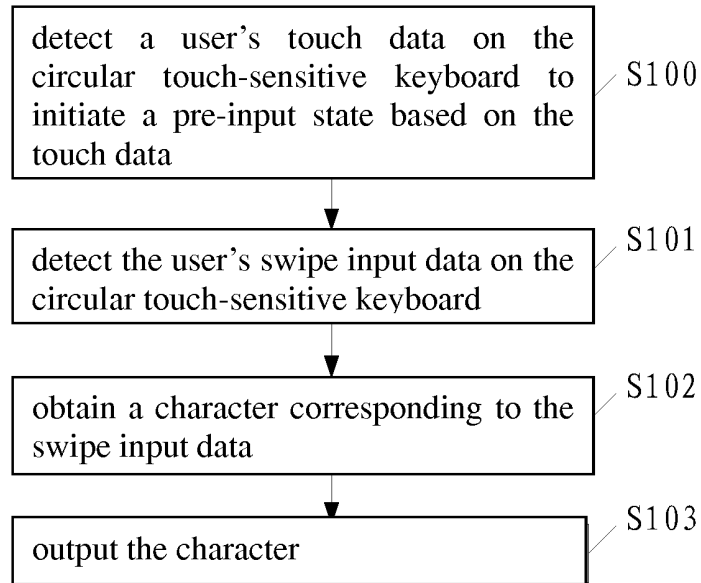 detect a user's touch data on the
circular touch-sensitive keyboard to
initiate a pre-input state based on the
touch data
S100
detect the user's swipe input data on the
circular touch-sensitive keyboard
S101
obtain a character corresponding to the
swipe input data
S102
output the character
S103